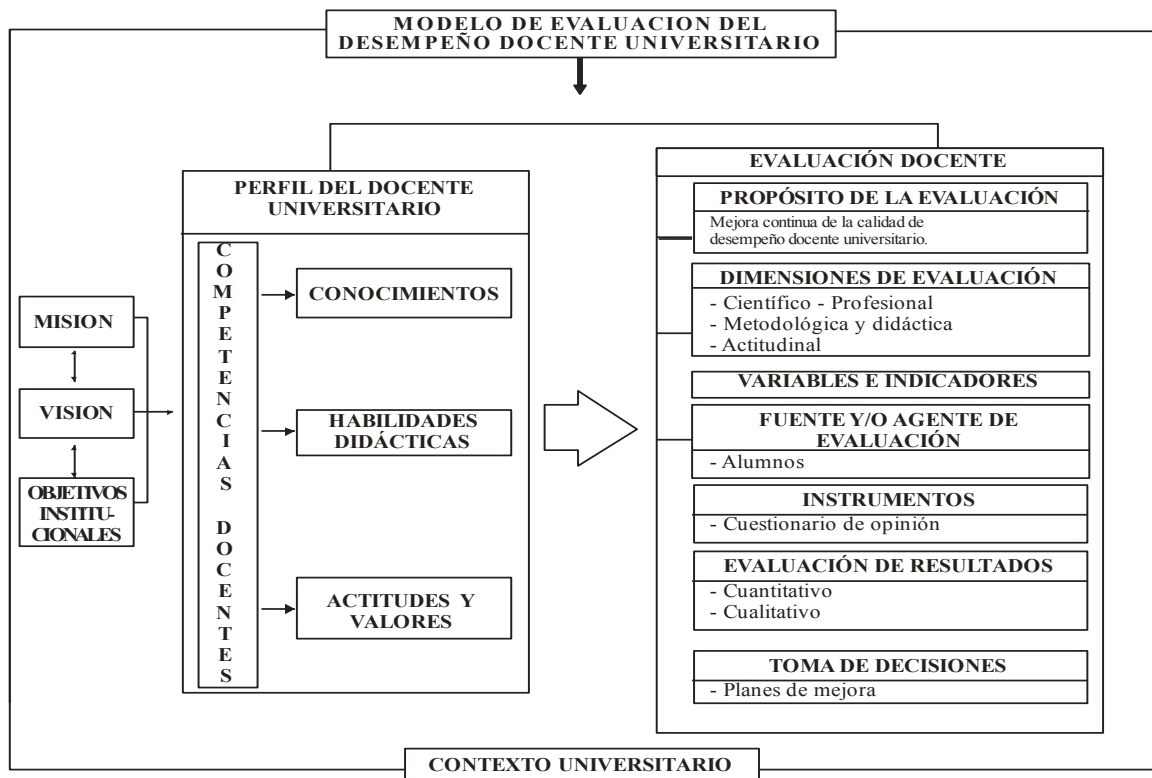 MODELO DE EVALUACION DEL
DESEMPEÑO DOCENTE UNIVERSITARIO
MISION
VISION
OBJETIVOS
INSTITU-
CIONALES
PERFIL DEL DOCENTE
UNIVERSITARIO
COMPETENCIAS DOCENTES
CONOCIMIENTOS
HABILIDADES
DIDÁCTICAS
ACTITUDES Y
VALORES
EVALUACIÓN DOCENTE
PROPÓSITO DE LA EVALUACIÓN
Mejora continua de la calidad de
desempeño docente universitario.
DIMENSIONES DE EVALUACIÓN
- Científico - Profesional
- Metodológica y didáctica
- Actitudinal
VARIABLES E INDICADORES
FUENTE Y/O AGENTE DE
EVALUACIÓN
- Alumnos
INSTRUMENTOS
- Cuestionario de opinión
EVALUACIÓN DE RESULTADOS
- Cuantitativo
- Cualitativo
TOMA DE DECISIONES
- Planes de mejora
CONTEXTO UNIVERSITARIO